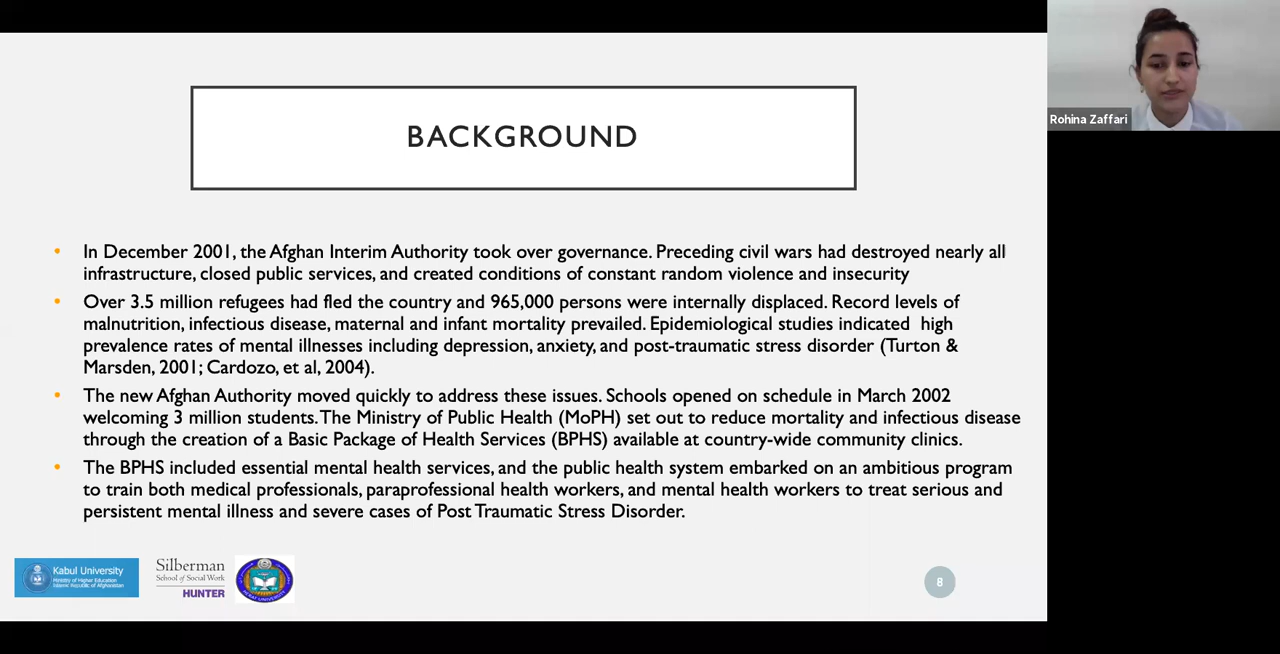 BACKGROUND
Rohina Zaffari
• In December 2001, the Afghan Interim Authority took over governance. Preceding civil wars had destroyed nearly all
infrastructure, closed public services, and created conditions of constant random violence and insecurity
• Over 3.5 million refugees had fled the country and 965,000 persons were internally displaced. Record levels of
malnutrition, infectious disease, maternal and infant mortality prevailed. Epidemiological studies indicated high
prevalence rates of mental illnesses including depression, anxiety, and post-traumatic stress disorder (Turton &
Marsden, 2001; Cardozo, et al, 2004).
• The new Afghan Authority moved quickly to address these issues. Schools opened on schedule in March 2002
welcoming 3 million students. The Ministry of Public Health (MoPH) set out to reduce mortality and infectious disease
through the creation of a Basic Package of Health Services (BPHS) available at country-wide community clinics.
• The BPHS included essential mental health services, and the public health system embarked on an ambitious program
to train both medical professionals, paraprofessional health workers, and mental health workers to treat serious and
persistent mental illness and severe cases of Post Traumatic Stress Disorder.
Kabul University
Ministry of Higher Education
Islamic Republic of Afghanistan
Silberman
School of Social Work
HUNTER
8